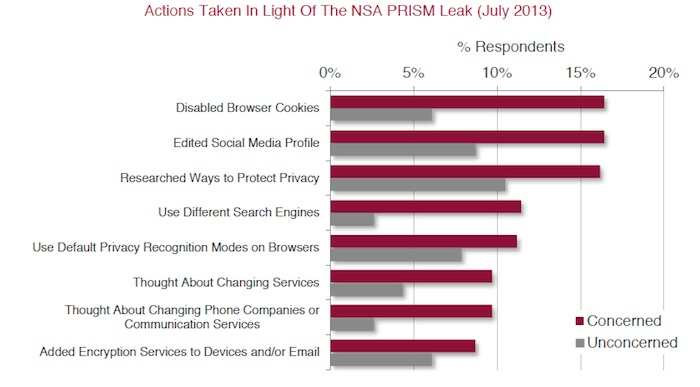 Actions Taken In Light Of The NSA PRISM Leak (July 2013)
% Respondents
0% 5% 10% 15% 20%
Disabled Browser Cookies
Edited Social Media Profile
Researched Ways to Protect Privacy
Use Different Search Engines
Use Default Privacy Recognition Modes on Browsers
Thought About Changing Services
Thought About Changing Phone Companies or
Communication Services
Added Encryption Services to Devices and/or Email
Concerned
Unconcerned